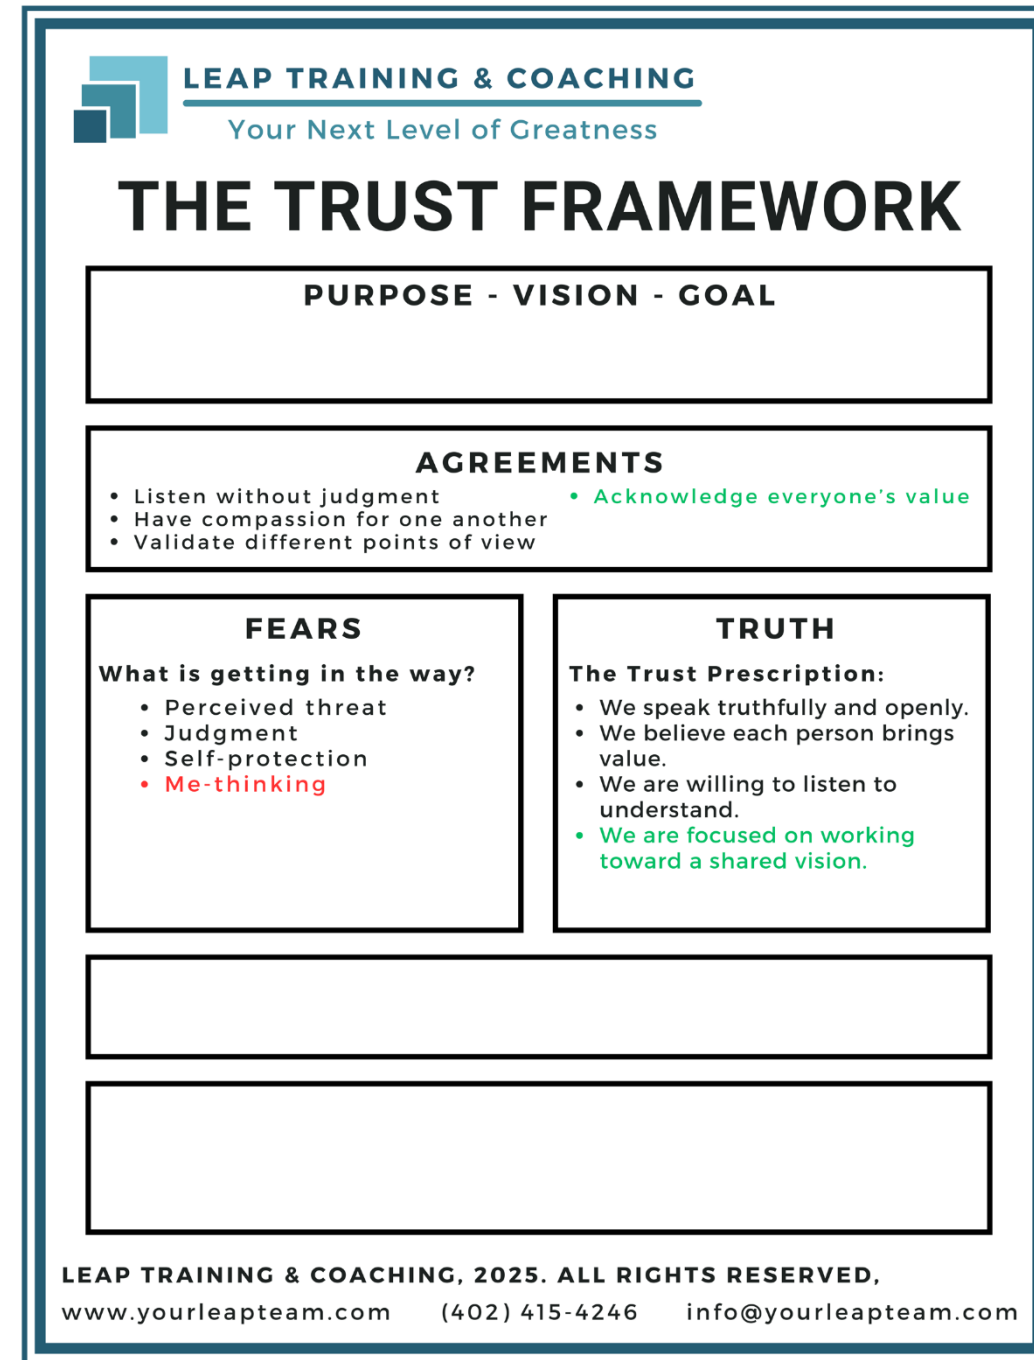 LEAP TRAINING & COACHING
Your Next Level of Greatness
THE TRUST FRAMEWORK
PURPOSE - VISION - GOAL
AGREEMENTS
• Listen without judgment
• Have compassion for one another
• Validate different points of view
• Acknowledge everyone’s value
FEARS
What is getting in the way?
• Perceived threat
• Judgment
• Self-protection
• Me-thinking
TRUTH
The Trust Prescription:
• We speak truthfully and openly.
• We believe each person brings
value.
• We are willing to listen to
understand.
• We are focused on working
toward a shared vision.
LEAP TRAINING & COACHING, 2025. ALL RIGHTS RESERVED,
www.yourleapteam.com (402) 415-4246 info@yourleapteam.com